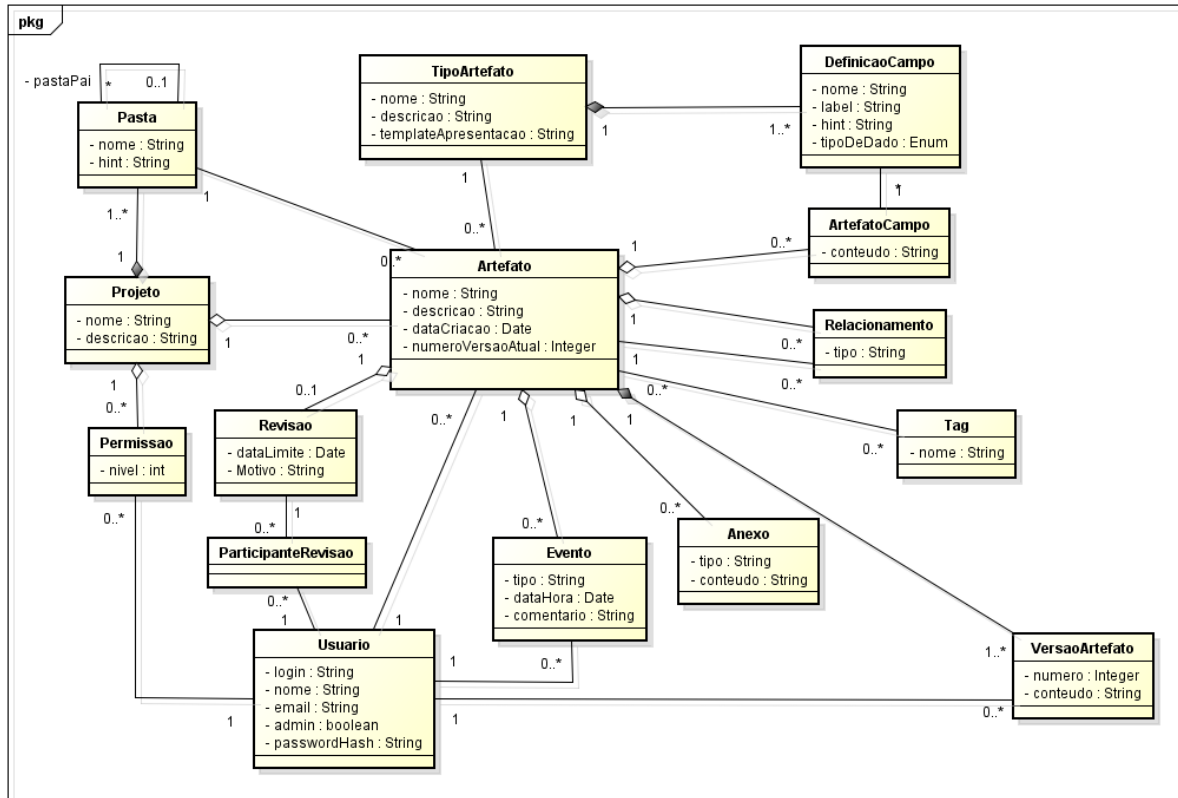 pkg
- pastaPai
*
0..1
Pasta
- nome : String
- hint : String
TipoArtefato
- nome : String
- descricao : String
- templateApresentacao : String
1
1..*
DefinicaoCampo
- nome : String
- label : String
- hint : String
- tipoDeDado : Enum
1
1
0..*
1..*
1
*
1
ArtefatoCampo
- conteudo : String
1
0..*
0..*
Artefato
- nome : String
- descricao : String
- dataCriacao : Date
- numeroVersaoAtual : Integer
Projeto
- nome : String
- descricao : String
1
0..*
1
0..*
Relacionamento
- tipo : String
1
0..*
1
0..*
1
0..1
0..*
0..*
Tag
- nome : String
Permissao
- nivel : int
Revisao
- dataLimite : Date
- Motivo : String
0..*
1
1
1
0..*
1
0..*
ParticipanteRevisao
0..*
Evento
- tipo : String
- dataHora : Date
- comentario : String
0..*
Anexo
- tipo : String
- conteudo : String
0..*
1
1
Usuario
- login : String
- nome : String
- email : String
- admin : boolean
- passwordHash : String
1
0..*
1
1
0..*
1..*
VersaoArtefato
- numero : Integer
- conteudo : String